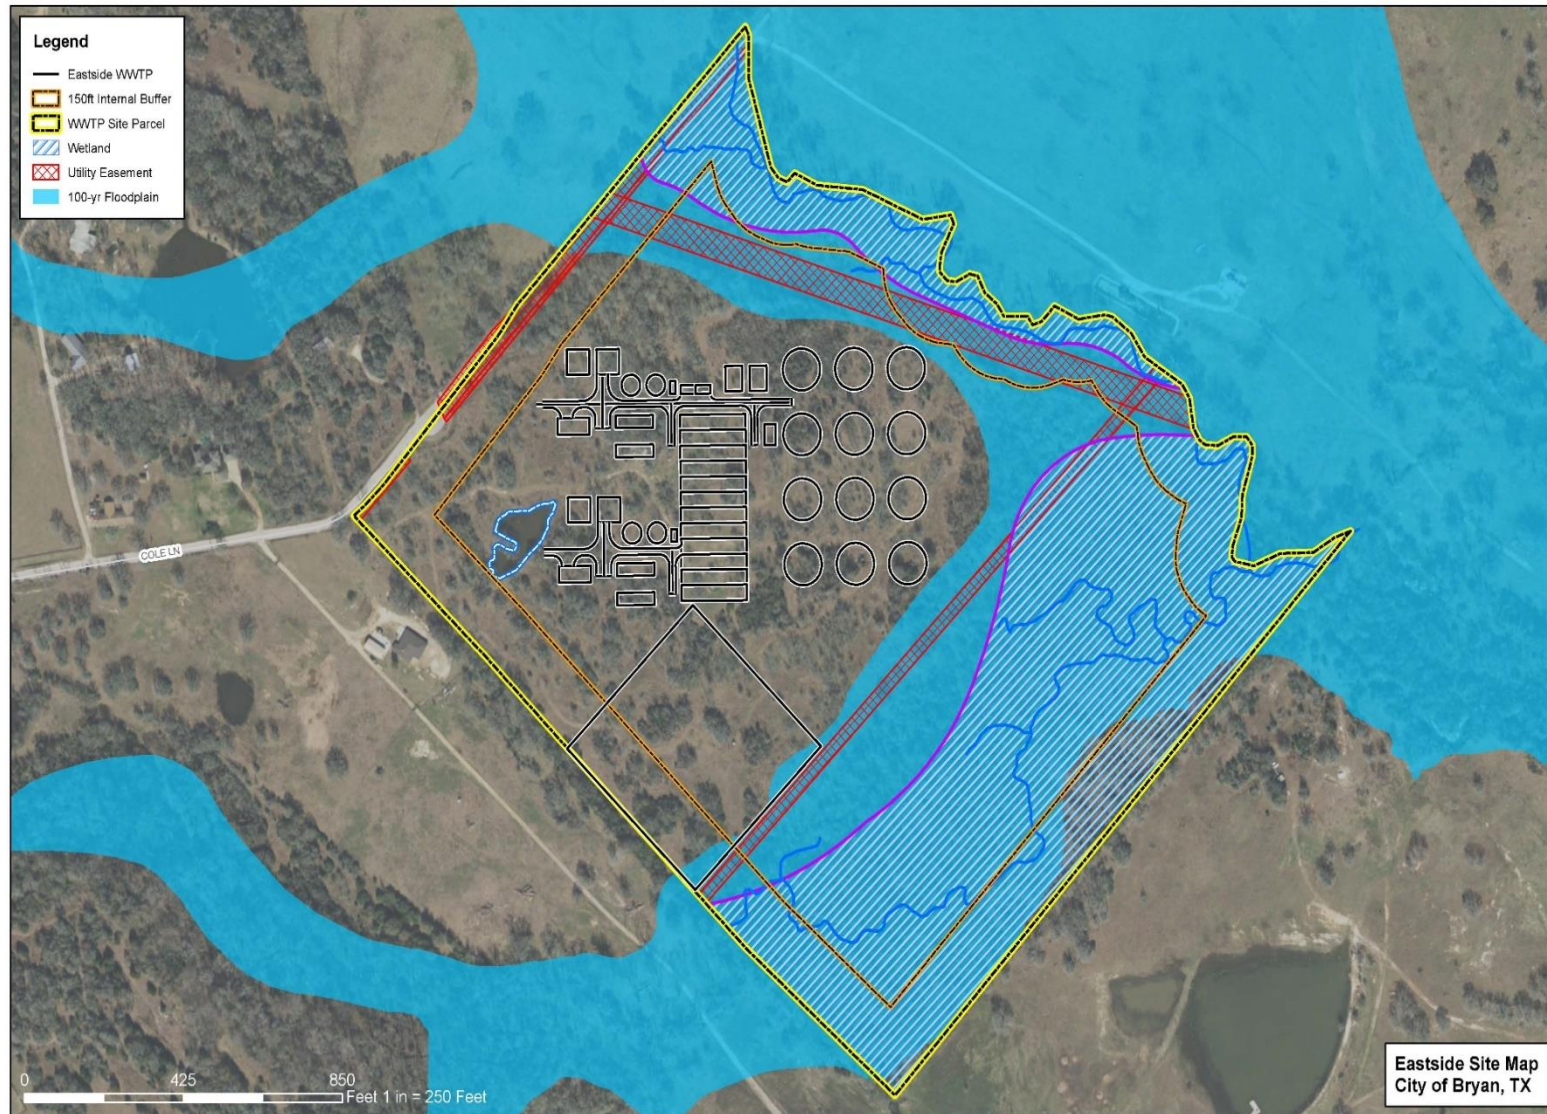 Legend
Eastside WWTP
150ft Internal Buffer
WWTP Site Parcel
Wetland
Utility Easement
100-yr Floodplain
COLE LN
0 425 850
Feet 1 in = 250 Feet
Eastside Site Map
City of Bryan, TX